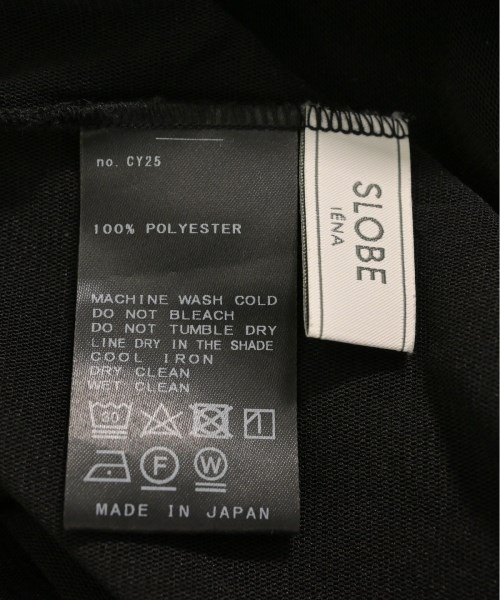 no. CY25
100% POLYESTER
MACHINE WASH COLD
DO NOT BLEACH
DO NOT TUMBLE DRY
LINE DRY IN THE SHADE
COOL IRON
DRY CLEAN
WET CLEAN
30
F
W
MADE IN JAPAN
SLOBE
IÉNA